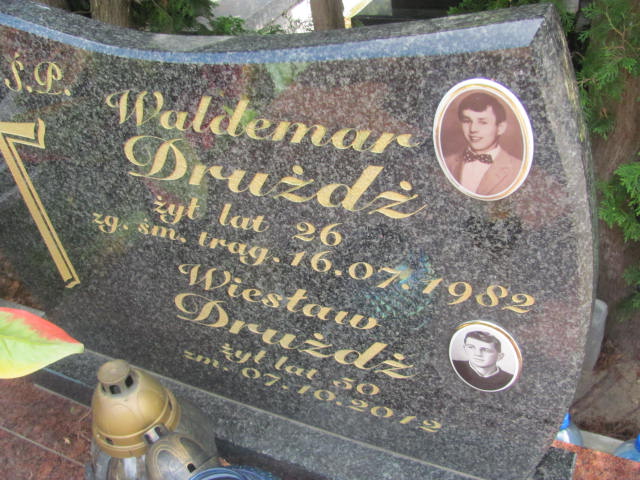 Ś.P.
Waldemar
Drużdż
żył lat 26
zg. śm. trag. 16.07.1982
Wiesław
Drużdż
żył lat 50
zm. 07.10.2012